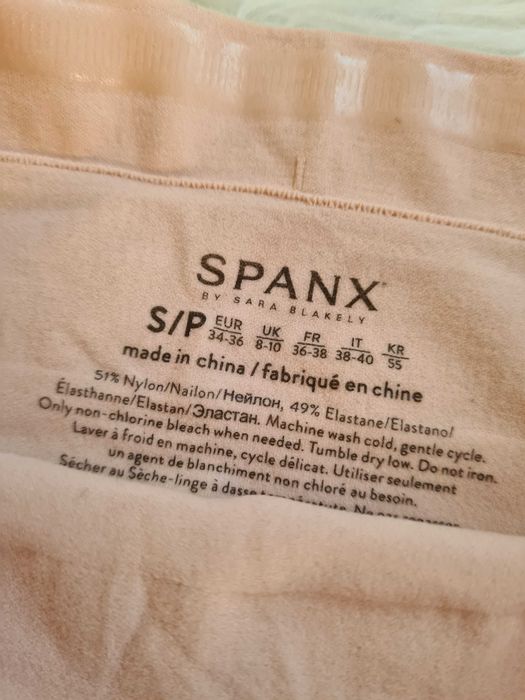 SPANX
BY SARA BLAKELY
S/P EUR 34-36 UK 8-10 FR 36-38 IT 38-40 KR 55
made in china / fabriqué en chine
51% Nylon/Nailon/Нейлон, 49% Elastane/Elastano/
Élasthanne/Elastan/Эластан. Machine wash cold, gentle cycle.
Only non-chlorine bleach when needed. Tumble dry low. Do not iron.
Laver à froid en machine, cycle délicat. Utiliser seulement
un agent de blanchiment non chloré au besoin.
Sécher au Sèche-linge à